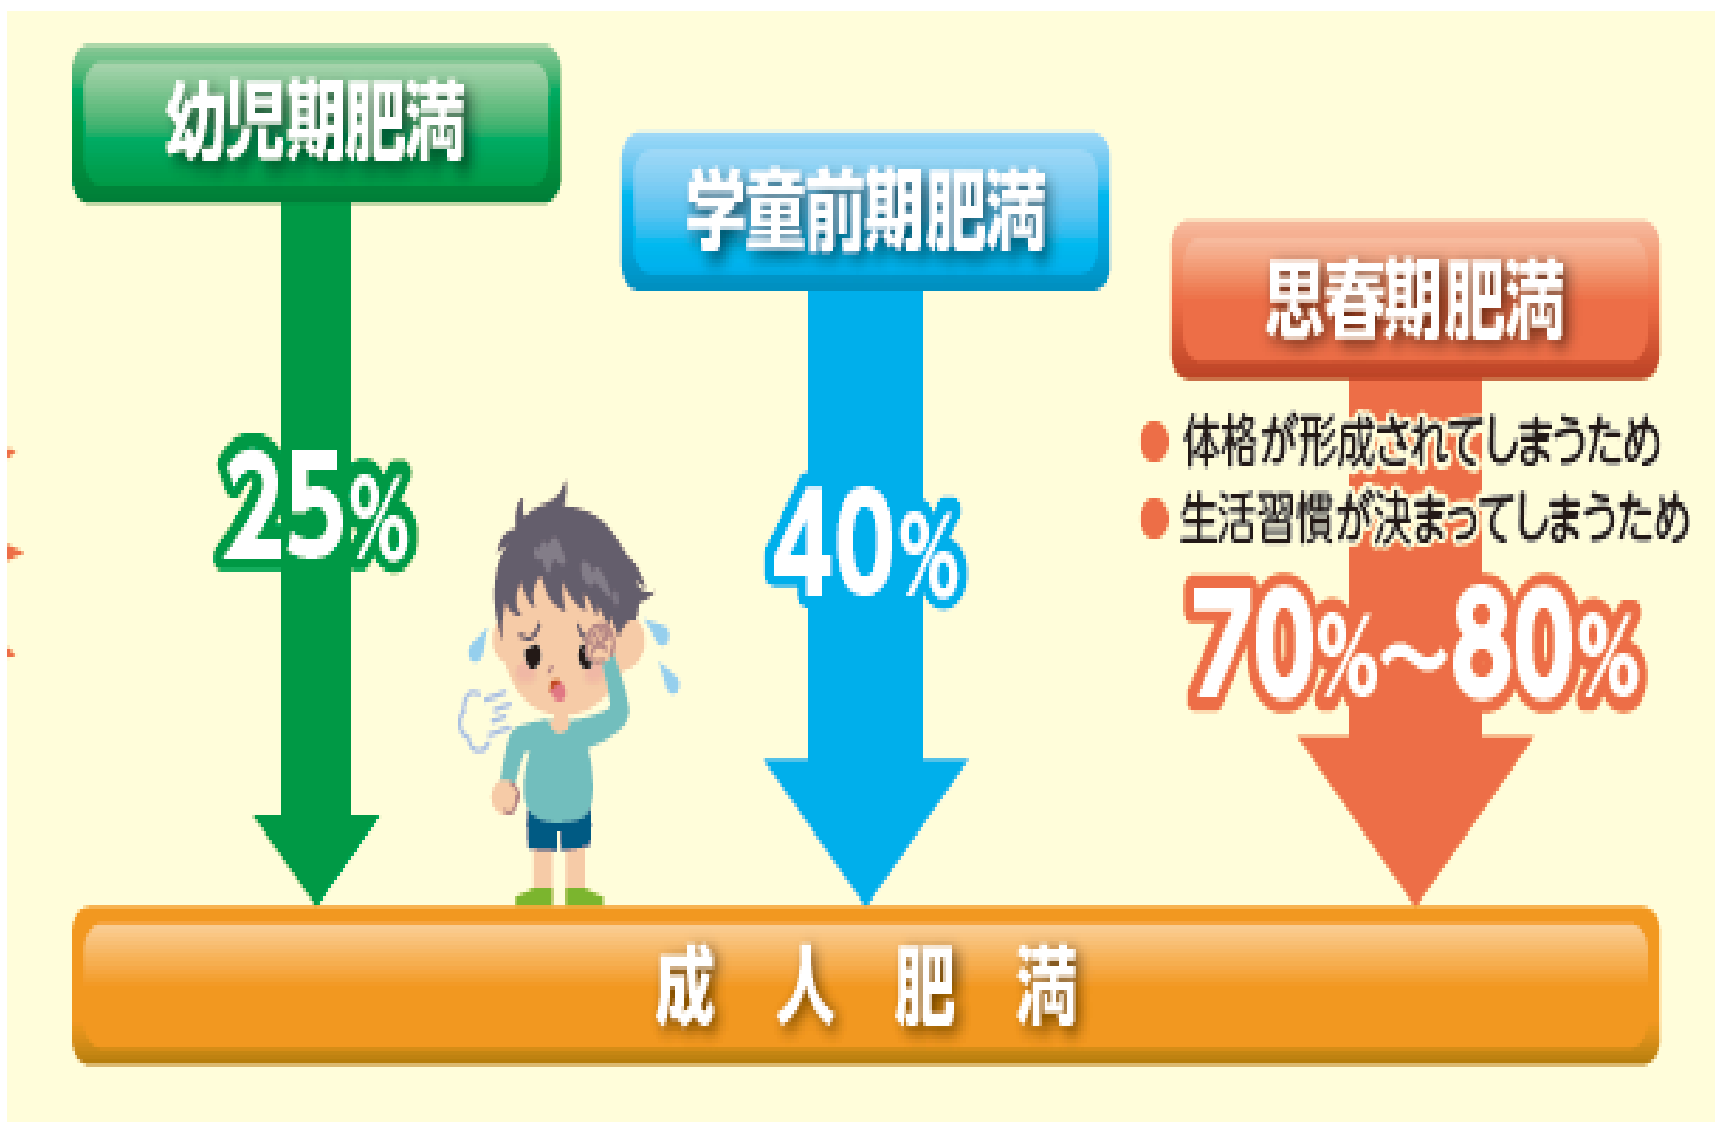 幼児期肥満
学童前期肥満
思春期肥満
● 体格が形成されてしまうため
● 生活習慣が決まってしまうため
25%
40%
70%~80%
成人肥満